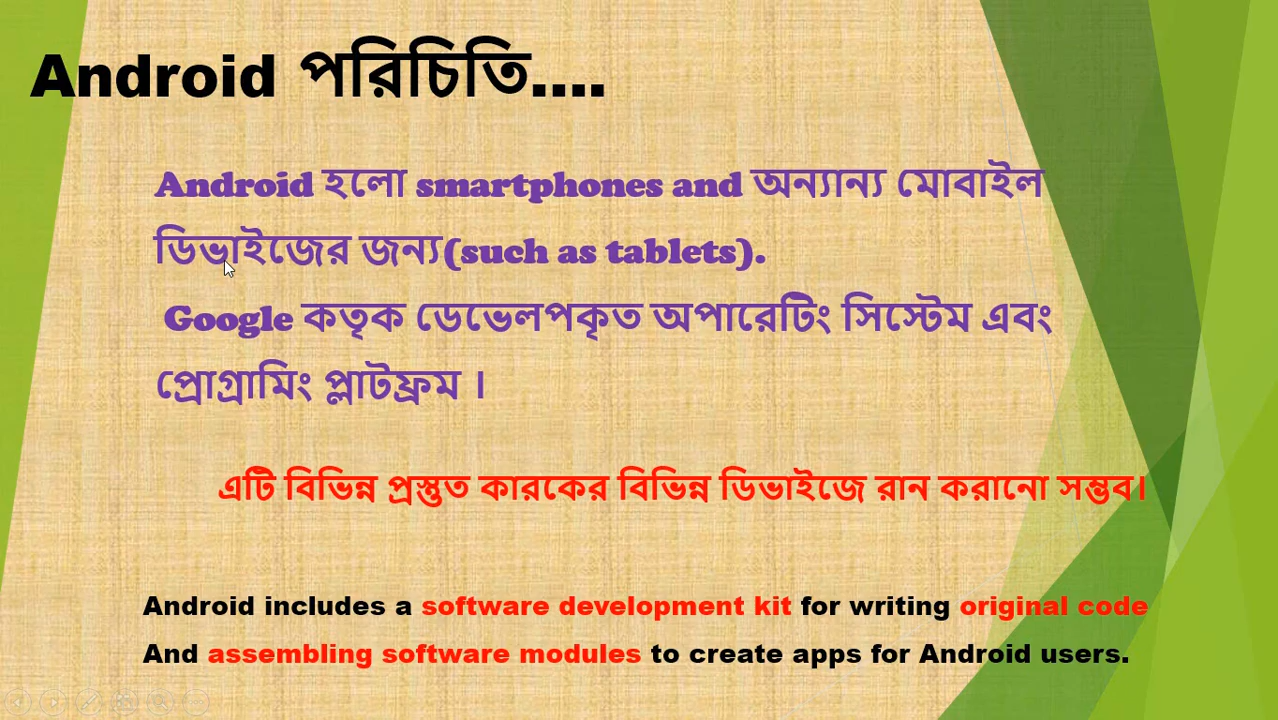 Android পরিচিতি....
Android হলো smartphones and অন্যান্য মোবাইল
ডিভাইজের জন্য(such as tablets).
Google কতৃক ডেভেলপকৃত অপারেটিং সিস্টেম এবং
প্রোগ্রামিং প্লাটফ্রম ।
এটি বিভিন্ন প্রস্তুত কারকের বিভিন্ন ডিভাইজে রান করানো সম্ভব।
Android includes a software development kit for writing original code
And assembling software modules to create apps for Android users.